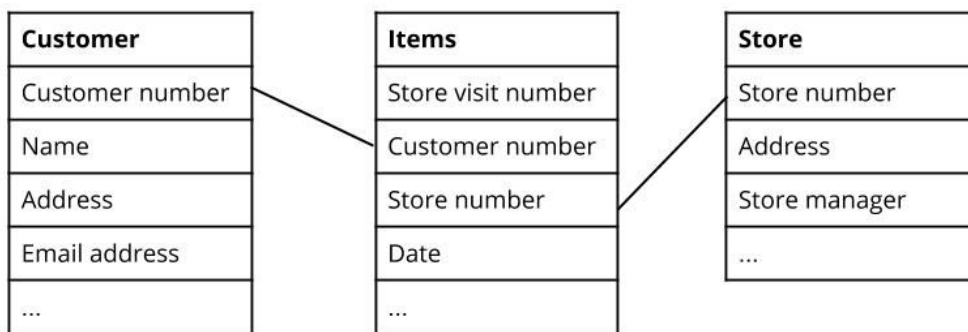 Customer
Customer number
Name
Address
Email address
...
Items
Store visit number
Customer number
Store number
Date
...
Store
Store number
Address
Store manager
...